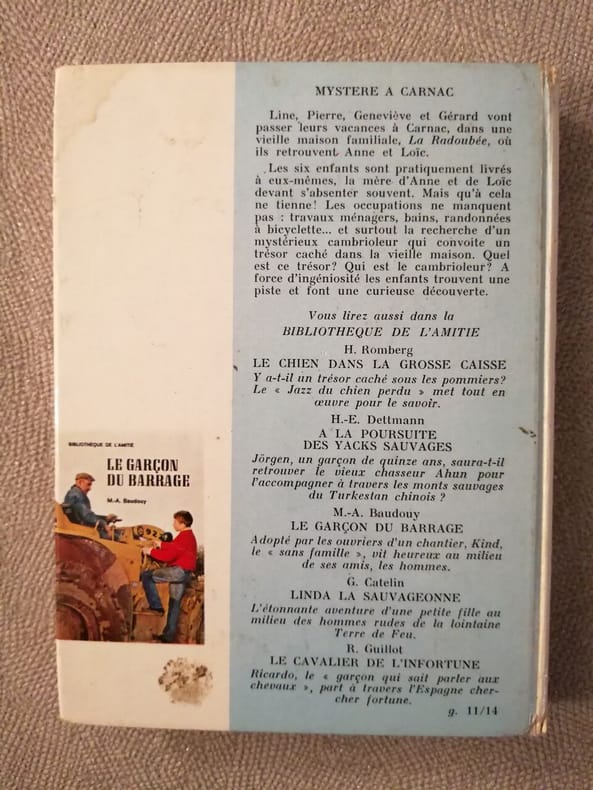 MYSTERE A CARNAC
Line, Pierre, Geneviève et Gérard vont
passer leurs vacances à Carnac, dans une
vieille maison familiale, La Radoubée, où
ils retrouvent Anne et Loïc.
Les six enfants sont pratiquement livrés
à eux-mêmes, la mère d'Anne et de Loïc
devant s'absenter souvent. Mais qu'à cela
ne tienne! Les occupations ne manquent
pas : travaux ménagers, bains, randonnées
à bicyclette... et surtout la recherche d'un
mystérieux cambrioleur qui convoite un
trésor caché dans la vieille maison. Quel
est ce trésor? Qui est le cambrioleur? A
force d'ingéniosité les enfants trouvent une
piste et font une curieuse découverte.
Vous lirez aussi dans la
BIBLIOTHEQUE DE L'AMITIE
H. Romberg
LE CHIEN DANS LA GROSSE CAISSE
Y a-t-il un trésor caché sous les pommiers?
Le « Jazz du chien perdu » met tout en
œuvre pour le savoir.
H.-E. Dettmann
A LA POURSUITE
DES YACKS SAUVAGES
Jörgen, un garçon de quinze ans, saura-t-il
retrouver le vieux chasseur Ahun pour
l'accompagner à travers les monts sauvages
du Turkestan chinois ?
M.-A. Baudouy
LE GARÇON DU BARRAGE
Adopté par les ouvriers d'un chantier, Kind,
le « sans famille », vit heureux au milieu
de ses amis, les hommes.
G. Catelin
LINDA LA SAUVAGEONNE
L'étonnante aventure d'une petite fille au
milieu des hommes rudes de la lointaine
Terre de Feu.
R. Guillot
LE CAVALIER DE L'INFORTUNE
Ricardo, le « garçon qui sait parler aux
chevaux », part à travers l'Espagne cher-
cher fortune.
g. 11/14
BIBLIOTHÈQUE DE L'AMITIÉ
LE GARÇON
DU BARRAGE
M.-A. Baudouy